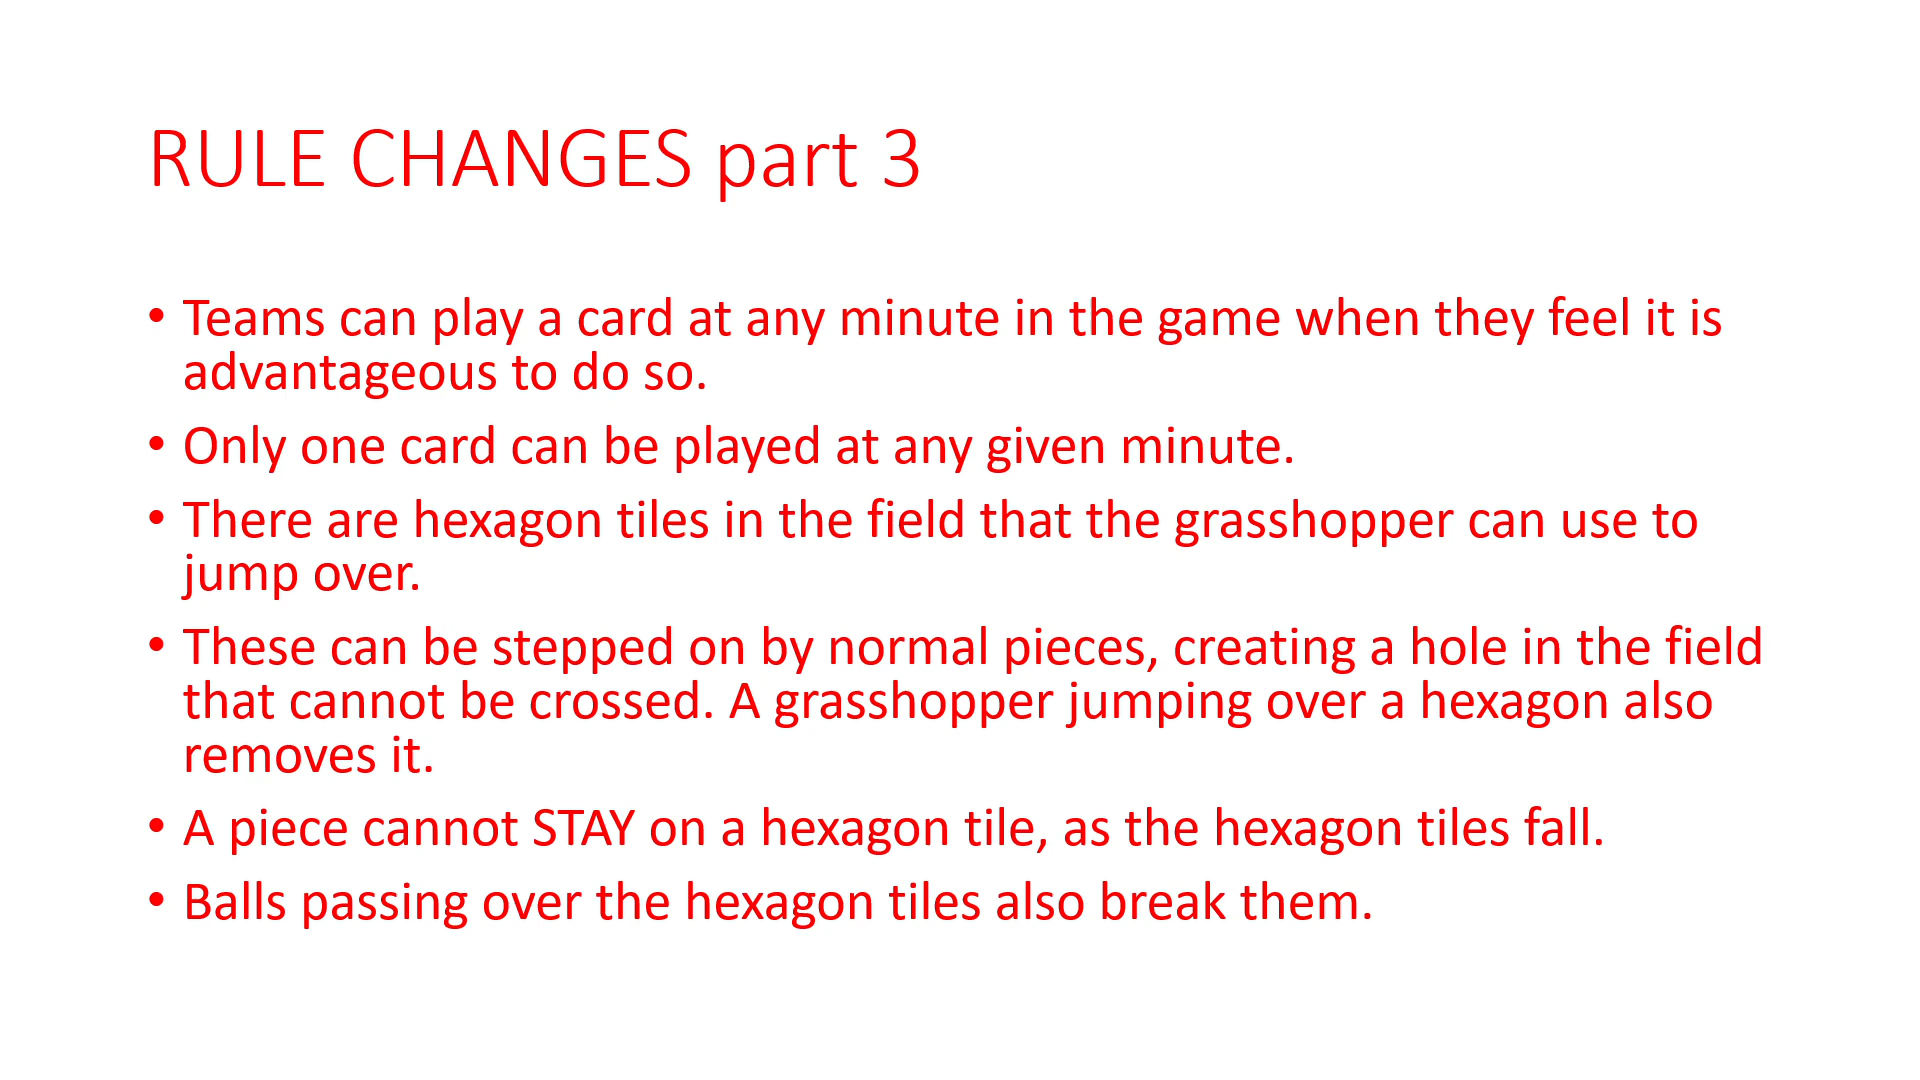 RULE CHANGES part 3
• Teams can play a card at any minute in the game when they feel it is
advantageous to do so.
• Only one card can be played at any given minute.
• There are hexagon tiles in the field that the grasshopper can use to
jump over.
• These can be stepped on by normal pieces, creating a hole in the field
that cannot be crossed. A grasshopper jumping over a hexagon also
removes it.
• A piece cannot STAY on a hexagon tile, as the hexagon tiles fall.
• Balls passing over the hexagon tiles also break them.